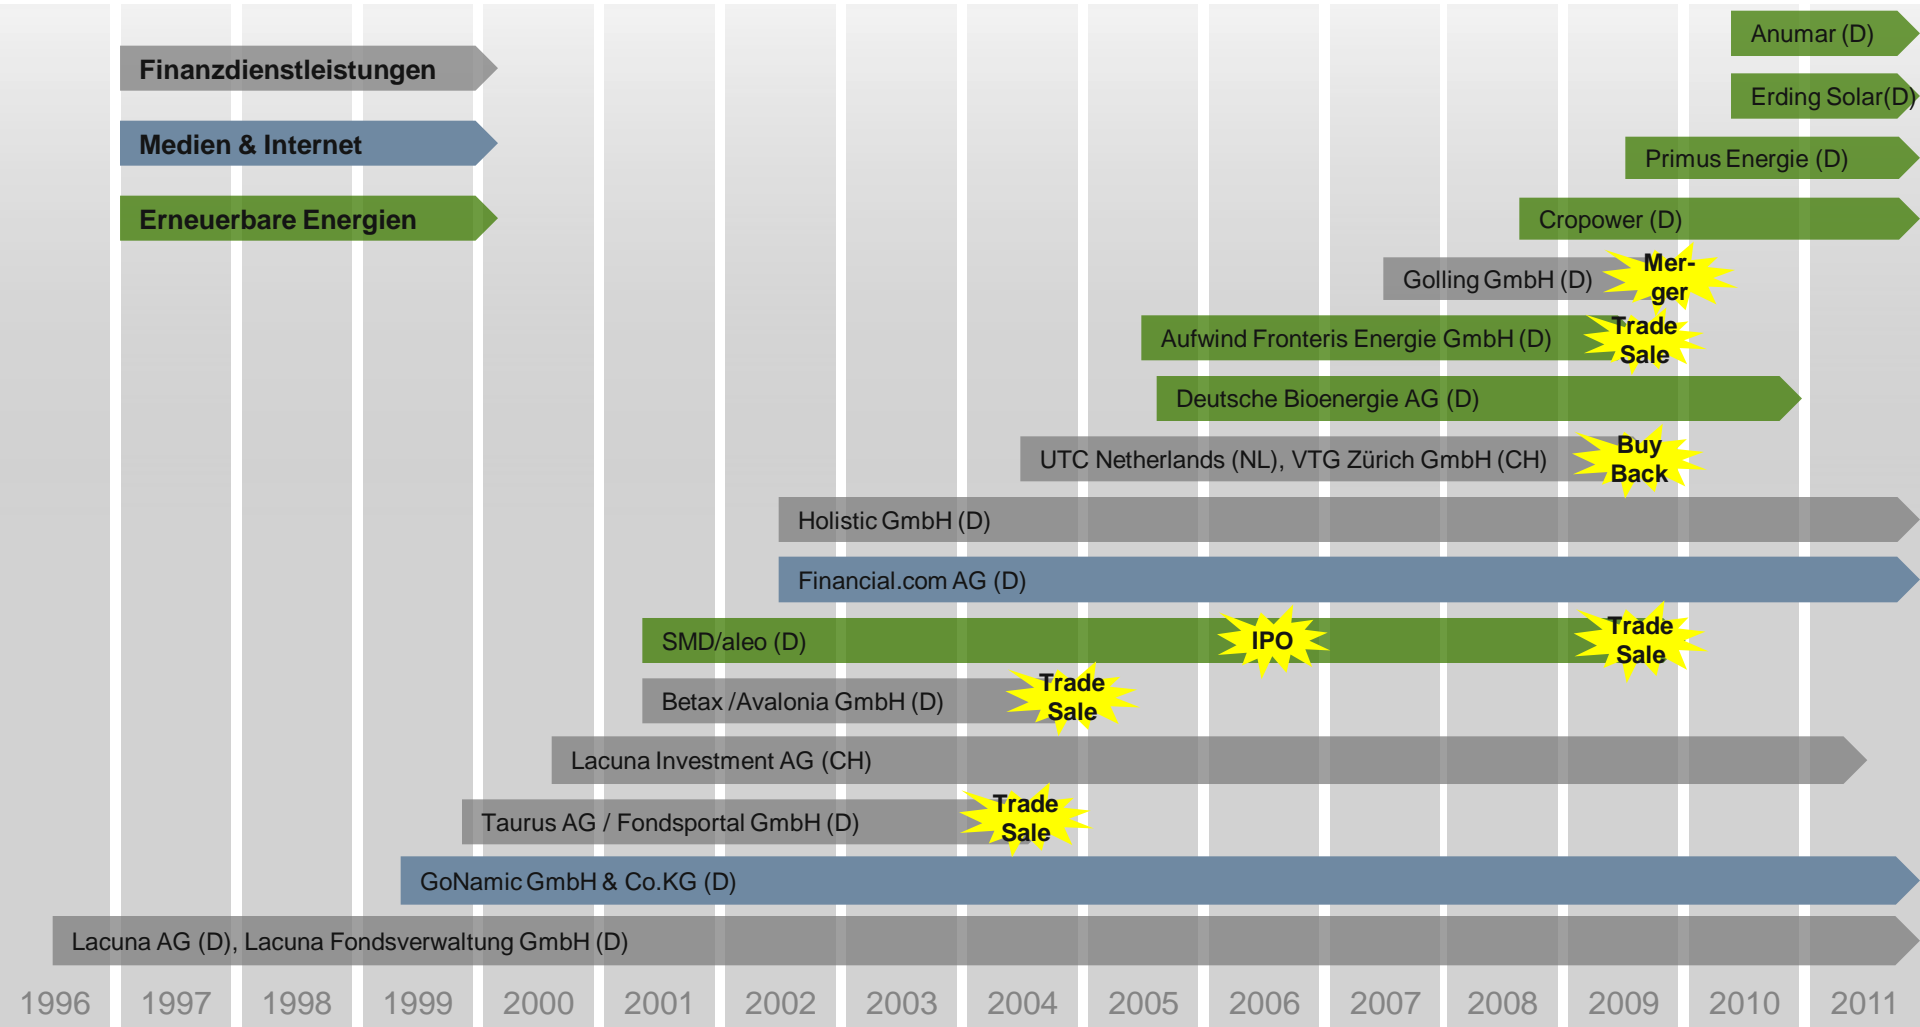 Finanzdienstleistungen
Medien & Internet
Erneuerbare Energien
Anumar (D)
Erding Solar(D)
Primus Energie (D)
Cropower (D)
Golling GmbH (D)
Mer-
ger
Aufwind Fronteris Energie GmbH (D)
Trade
Sale
Deutsche Bioenergie AG (D)
UTC Netherlands (NL), VTG Zürich GmbH (CH)
Buy
Back
Holistic GmbH (D)
Financial.com AG (D)
SMD/aleo (D)
IPO
Trade
Sale
Betax /Avalonia GmbH (D)
Trade
Sale
Lacuna Investment AG (CH)
Taurus AG / Fondsportal GmbH (D)
Trade
Sale
GoNamic GmbH & Co.KG (D)
Lacuna AG (D), Lacuna Fondsverwaltung GmbH (D)
1996 1997 1998 1999 2000 2001 2002 2003 2004 2005 2006 2007 2008 2009 2010 2011